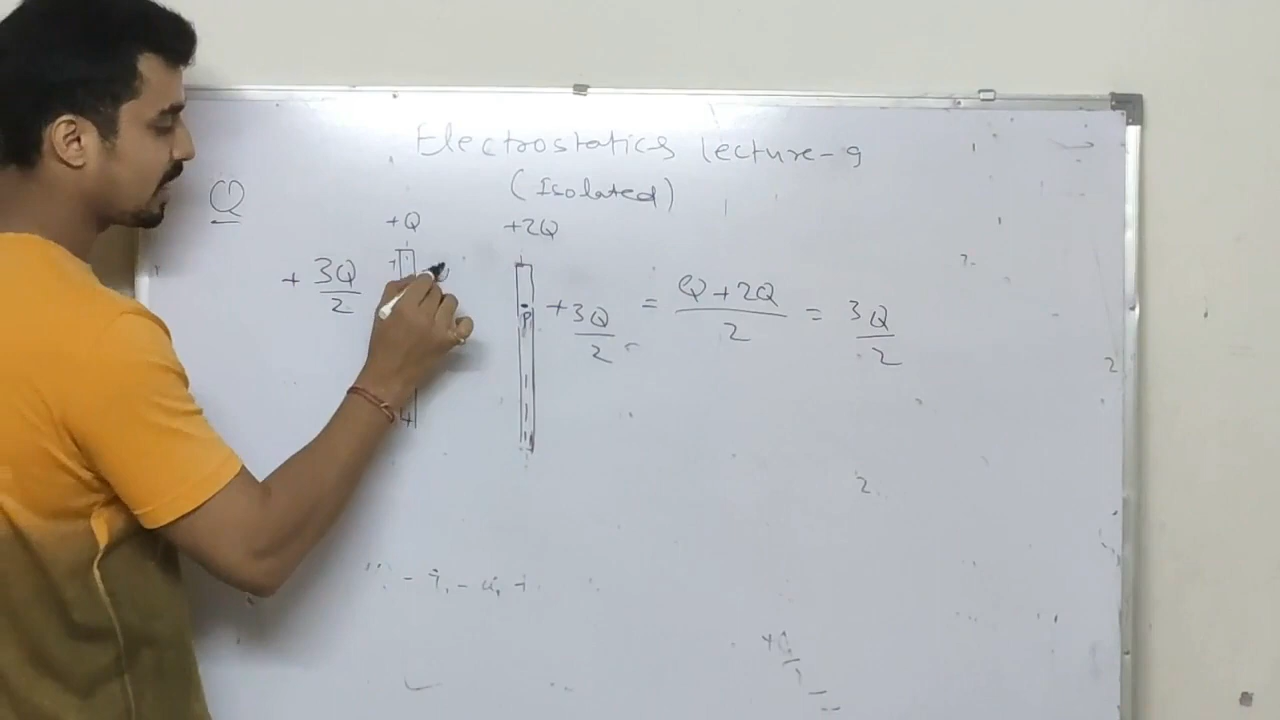 Electrostatics lecture-9
(Isolated)
Q
+Q +2Q
+ 3Q/2
P
+ 3Q/2 = Q+2Q/2 = 3Q/2